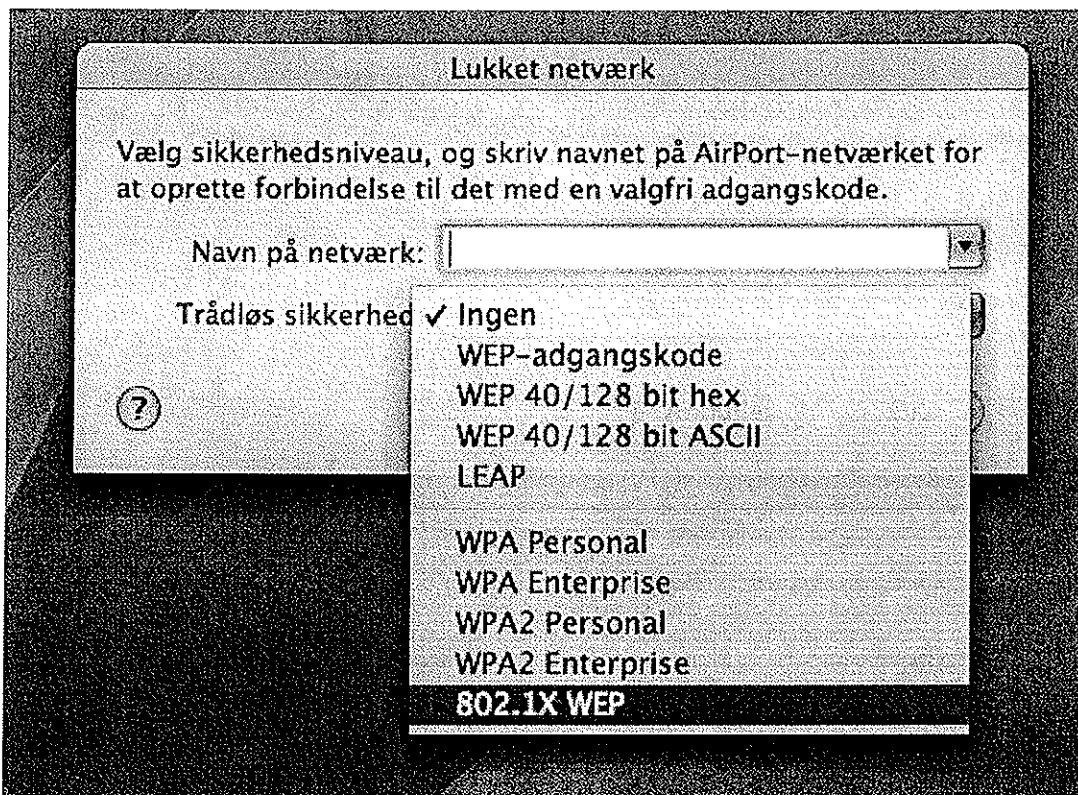 Lukket netværk
Vælg sikkerhedsniveau, og skriv navnet på AirPort-netværket for
at oprette forbindelse til det med en valgfri adgangskode.
Navn på netværk:
Trådløs sikkerhed ✓ Ingen
WEP-adgangskode
WEP 40/128 bit hex
WEP 40/128 bit ASCII
LEAP
?
WPA Personal
WPA Enterprise
WPA2 Personal
WPA2 Enterprise
802.1X WEP